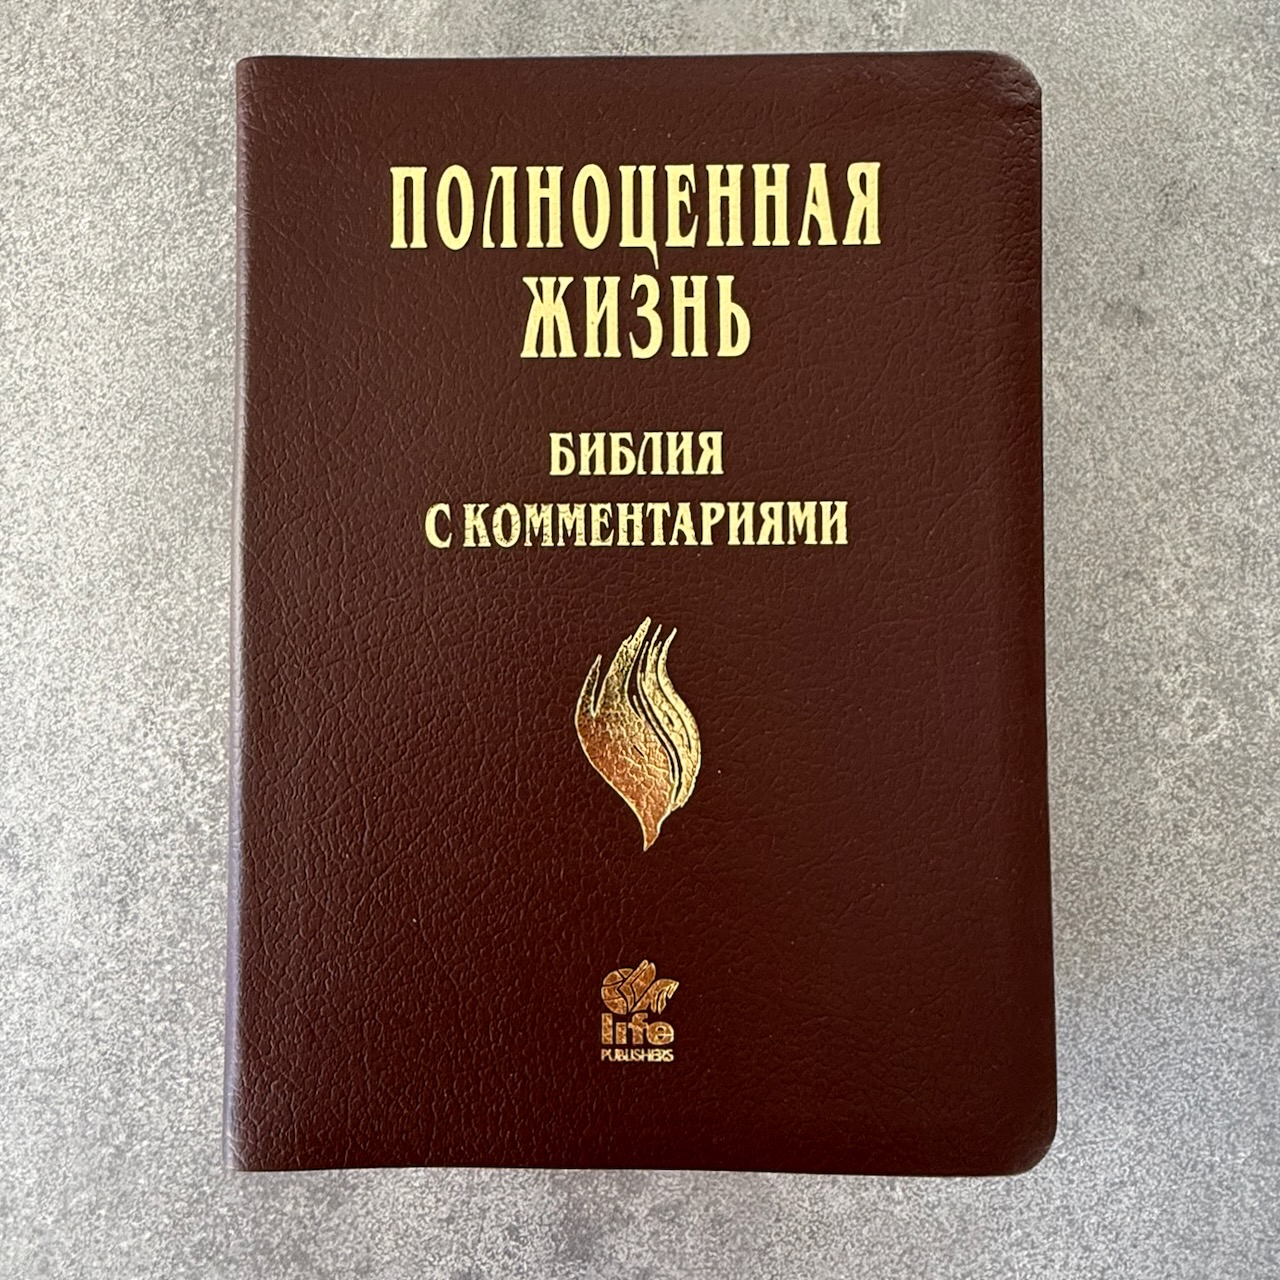 ПОЛНОЦЕННАЯ
ЖИЗНЬ
БИБЛИЯ
С КОММЕНТАРИЯМИ
life
PUBLISHERS